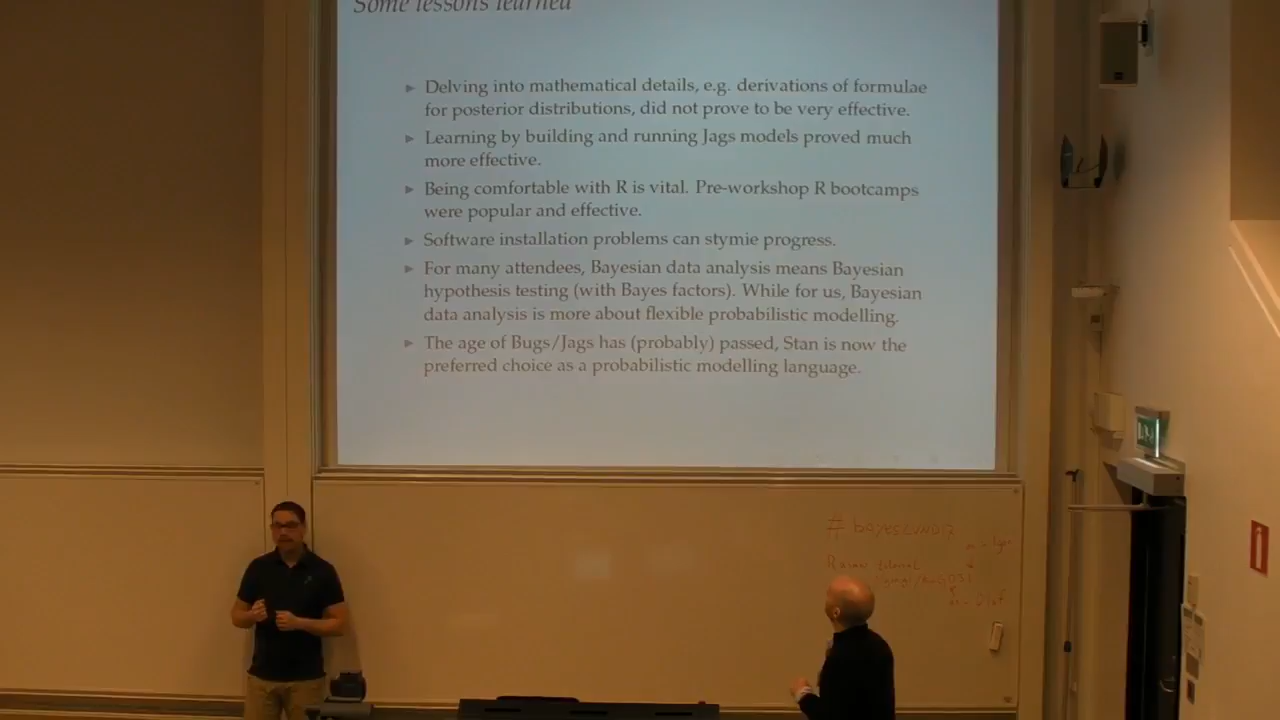 Some lessons learned
▸ Delving into mathematical details, e.g. derivations of formulae
for posterior distributions, did not prove to be very effective.
▸ Learning by building and running Jags models proved much
more effective.
▸ Being comfortable with R is vital. Pre-workshop R bootcamps
were popular and effective.
▸ Software installation problems can stymie progress.
▸ For many attendees, Bayesian data analysis means Bayesian
hypothesis testing (with Bayes factors). While for us, Bayesian
data analysis is more about flexible probabilistic modelling.
▸ The age of Bugs/Jags has (probably) passed, Stan is now the
preferred choice as a probabilistic modelling language.